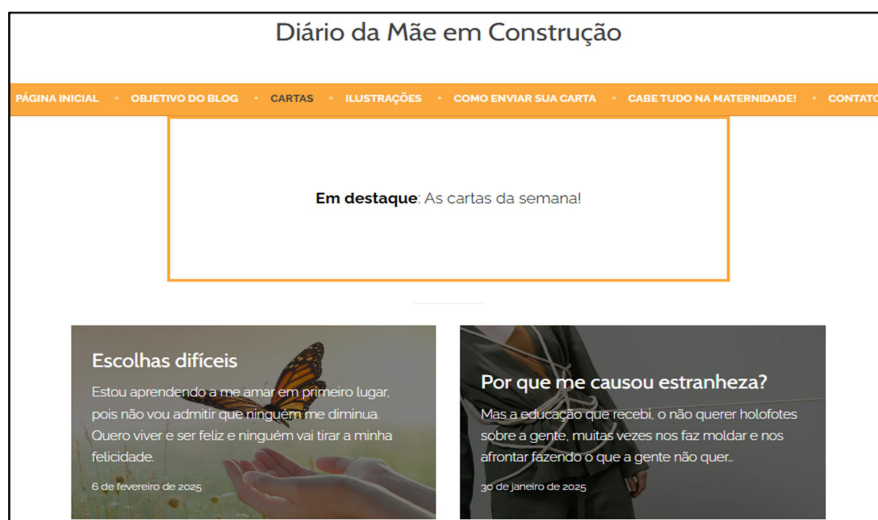 Diário da Mãe em Construção
PÁGINA INICIAL • OBJETIVO DO BLOG • CARTAS • ILUSTRAÇÕES • COMO ENVIAR SUA CARTA • CABE TUDO NA MATERNIDADE! • CONTATO
Em destaque: As cartas da semana!
Escolhas difíceis
Estou aprendendo a me amar em primeiro lugar,
pois não vou admitir que ninguém me diminua.
Quero viver e ser feliz e ninguém vai tirar a minha
felicidade.
6 de fevereiro de 2025
Por que me causou estranheza?
Mas a educação que recebi, o não querer holofotes
sobre a gente, muitas vezes nos faz moldar e nos
afrontar fazendo o que a gente não quer…
30 de janeiro de 2025